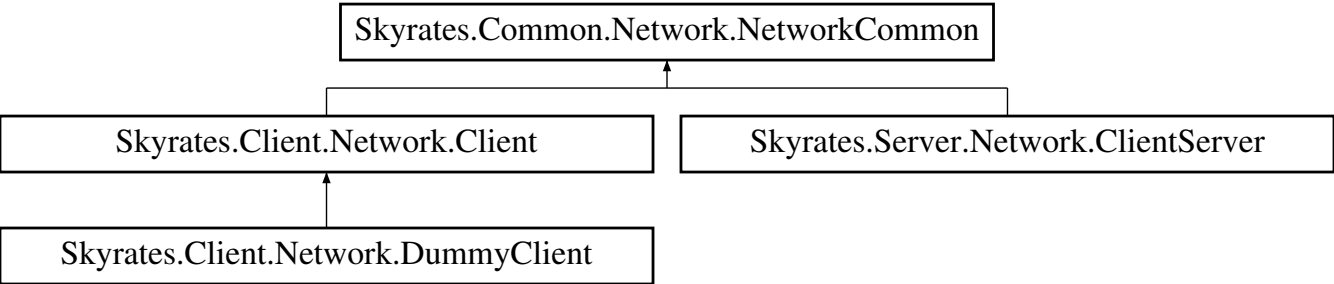 Skyrates.Common.Network.NetworkCommon
Skyrates.Client.Network.Client
Skyrates.Server.Network.ClientServer
Skyrates.Client.Network.DummyClient